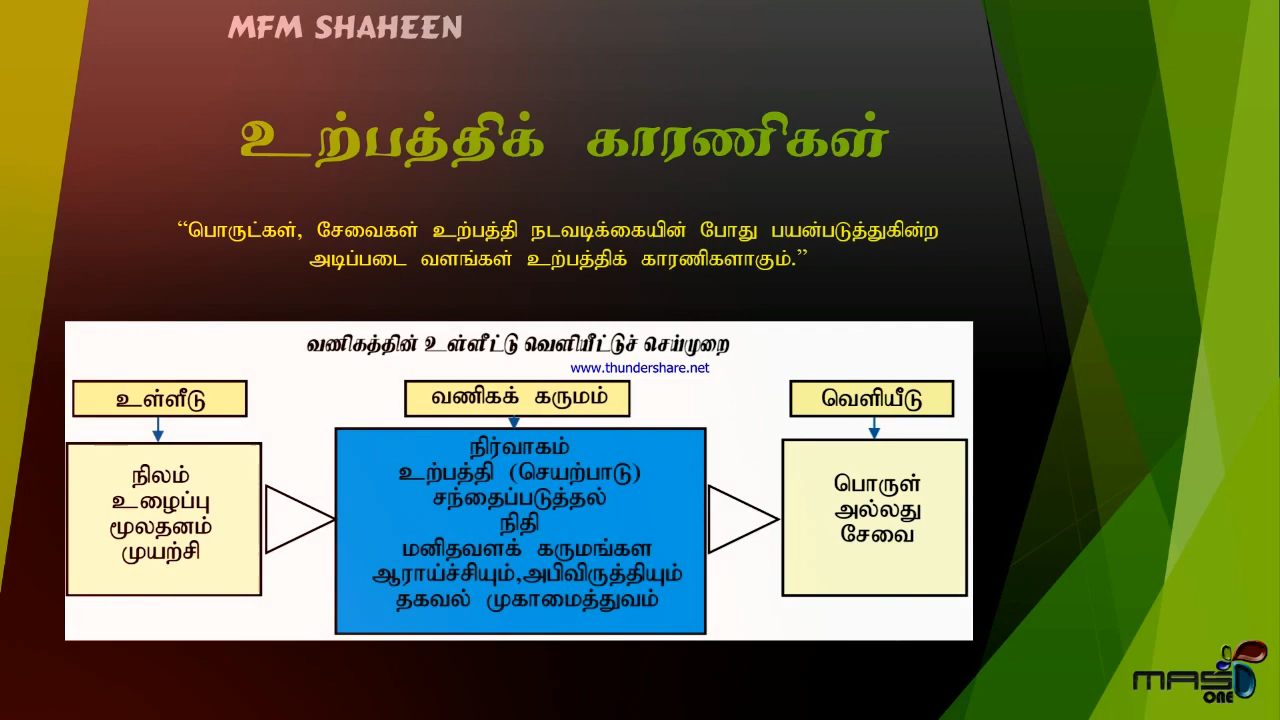 MFM SHAHEEN
உற்பத்திக் காரணிகள்
“பொருட்கள், சேவைகள் உற்பத்தி நடவடிக்கையின் போது பயன்படுத்துகின்ற
அடிப்படை வளங்கள் உற்பத்திக் காரணிகளாகும்.”
வணிகத்தின் உள்ளீட்டு வெளியீட்டுச் செய்முறை
www.thundershare.net
உள்ளீடு
வணிகக் கருமம்
வெளியீடு
நிலம்
உழைப்பு
மூலதனம்
முயற்சி
நிர்வாகம்
உற்பத்தி (செயற்பாடு)
சந்தைப்படுத்தல்
நிதி
மனிதவளக் கருமங்கள
ஆராய்ச்சியும்,அபிவிருத்தியும்
தகவல் முகாமைத்துவம்
பொருள்
அல்லது
சேவை
MAS
ONE